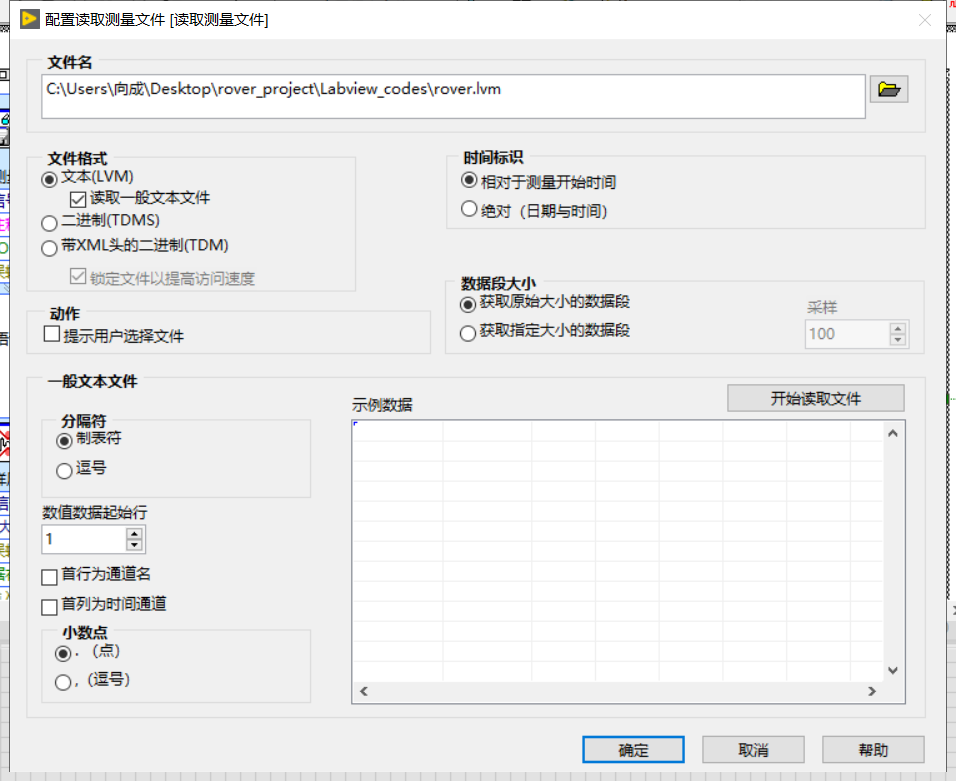 配置读取测量文件 [读取测量文件]
文件名
C:\Users\向成\Desktop\rover_project\Labview_codes\rover.lvm
文件格式
文本(LVM)
读取一般文本文件
二进制(TDMS)
带XML头的二进制(TDM)
锁定文件以提高访问速度
时间标识
相对于测量开始时间
绝对（日期与时间）
动作
提示用户选择文件
数据段大小
获取原始大小的数据段
获取指定大小的数据段
采样
100
一般文本文件
分隔符
制表符
逗号
数值数据起始行
1
首行为通道名
首列为时间通道
小数点
.（点）
,（逗号）
示例数据
开始读取文件
确定
取消
帮助